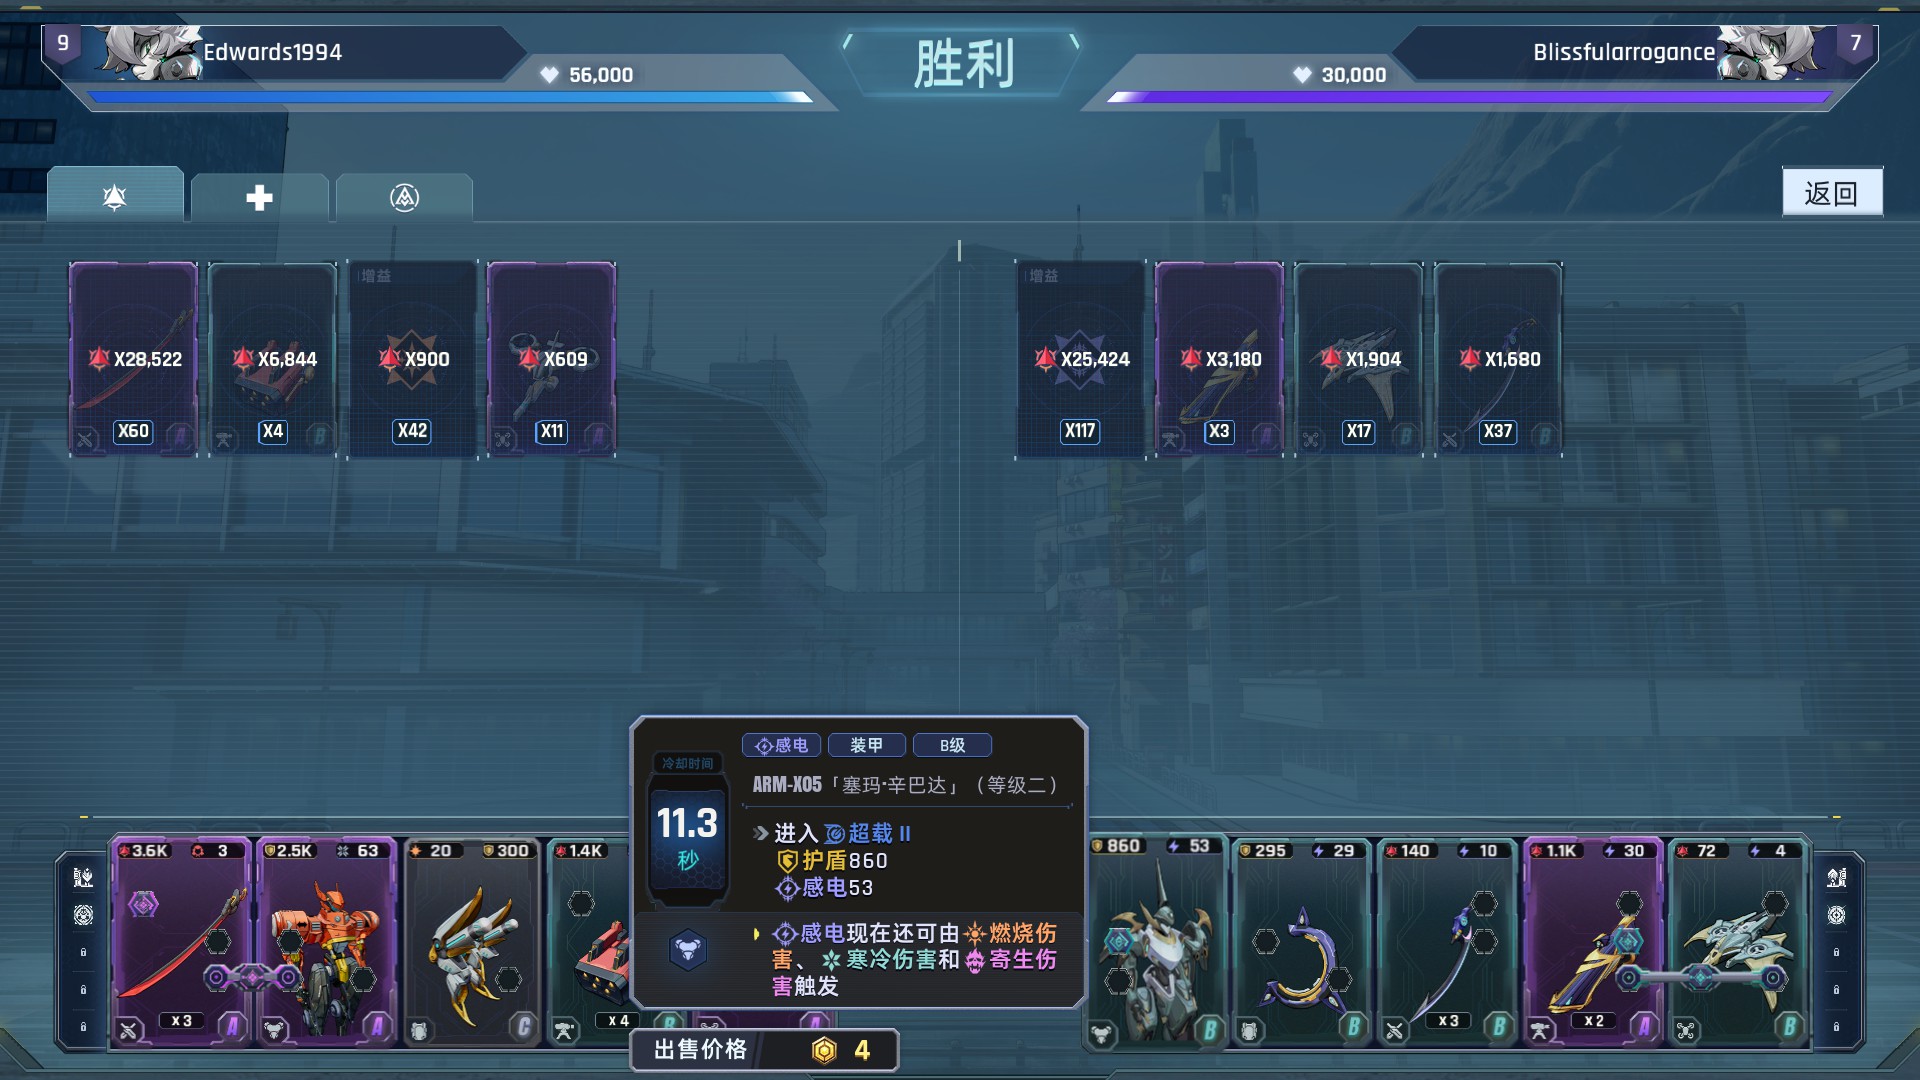 9
Edwards1994
56,000
胜利
30,000
Blissfularrogance
7
返回
增益
增益
X28,522
X6,844
X900
X609
X25,424
X3,180
X1,904
X1,680
X60
A
X4
B
X42
X11
A
X117
X3
A
X17
B
X37
B
感电
装甲
B级
冷却时间
ARM-X05「塞玛·辛巴达」（等级二）
11.3
秒
进入超载 II
护盾860
感电53
感电现在还可由燃烧伤
害、寒冷伤害和寄生伤
害触发
出售价格
4
3.6K
3
2.5K
63
20
300
1.4K
860
53
295
29
140
10
1.1K
30
72
4
x 3
A
A
C
x 4
B
A
B
B
x 3
B
x 2
A
B